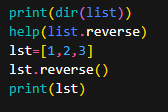 print(dir(list))
help(list.reverse)
lst=[1,2,3]
lst.reverse()
print(lst)